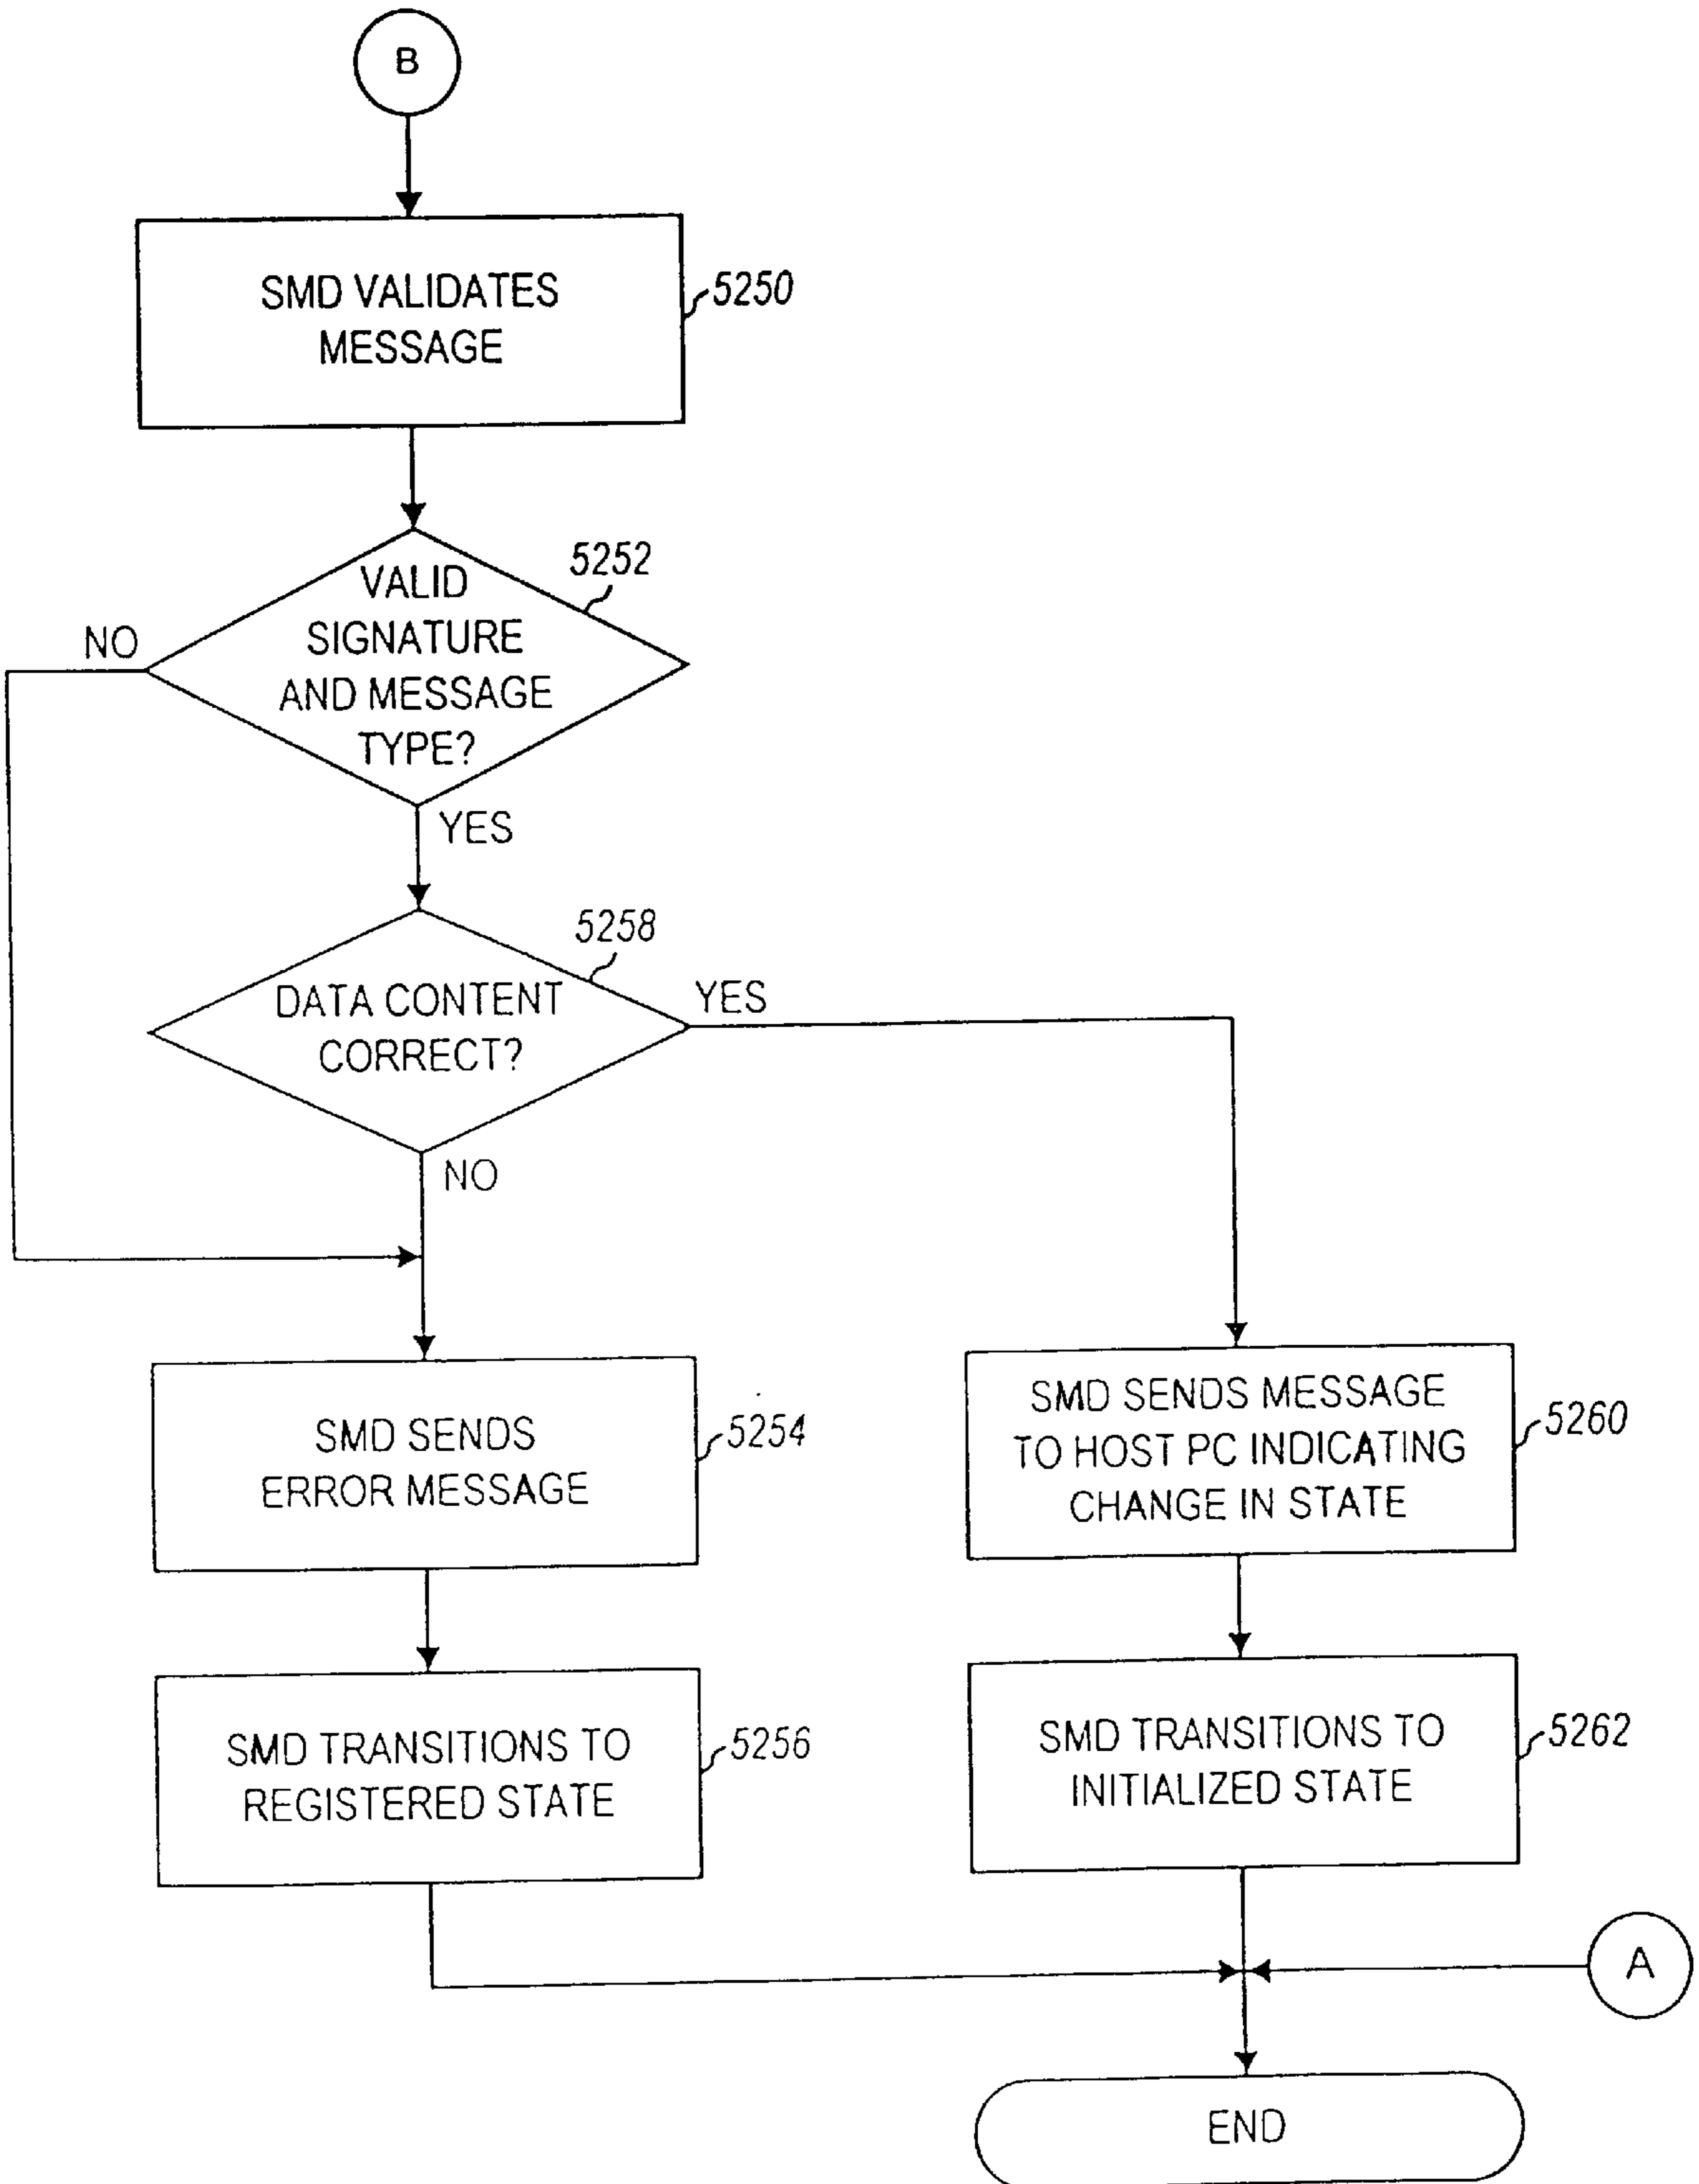 B
SMD VALIDATES
MESSAGE
5250
VALID
SIGNATURE
AND MESSAGE
TYPE?
5252
NO
YES
DATA CONTENT
CORRECT?
5258
YES
NO
SMD SENDS
ERROR MESSAGE
5254
SMD SENDS MESSAGE
TO HOST PC INDICATING
CHANGE IN STATE
5260
SMD TRANSITIONS TO
REGISTERED STATE
5256
SMD TRANSITIONS TO
INITIALIZED STATE
5262
A
END